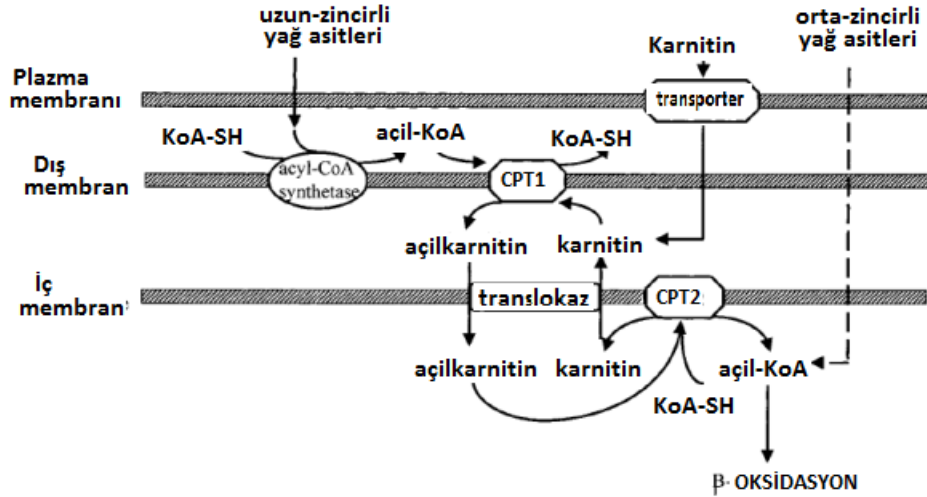 uzun-zincirli
yağ asitleri
orta-zincirli
yağ asitleri
Karnitin
Plazma
membranı
transporter
KoA-SH
açil-KoA
KoA-SH
Dış
membran
acyl-CoA
synthetase
CPT1
açilkarnitin
karnitin
İç
membran
translokaz
CPT2
açilkarnitin
karnitin
açil-KoA
KoA-SH
β- OKSİDASYON